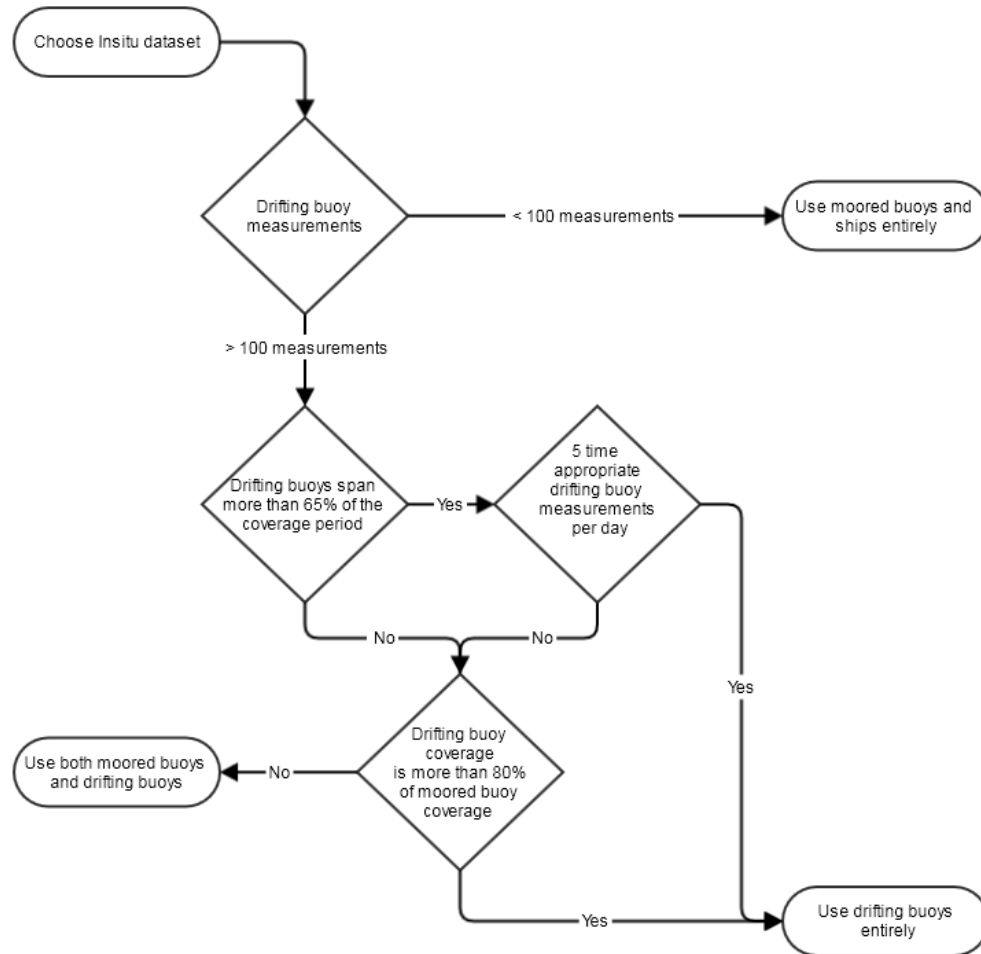 Choose Insitu dataset
Drifting buoy
measurements
< 100 measurements
Use moored buoys and
ships entirely
> 100 measurements
Drifting buoys span
more than 65% of the
coverage period
Yes
5 time
appropriate
drifting buoy
measurements
per day
No
No
Yes
Drifting buoy
coverage
is more than 80%
of moored buoy
coverage
No
Use both moored buoys
and drifting buoys
Yes
Use drifting buoys
entirely